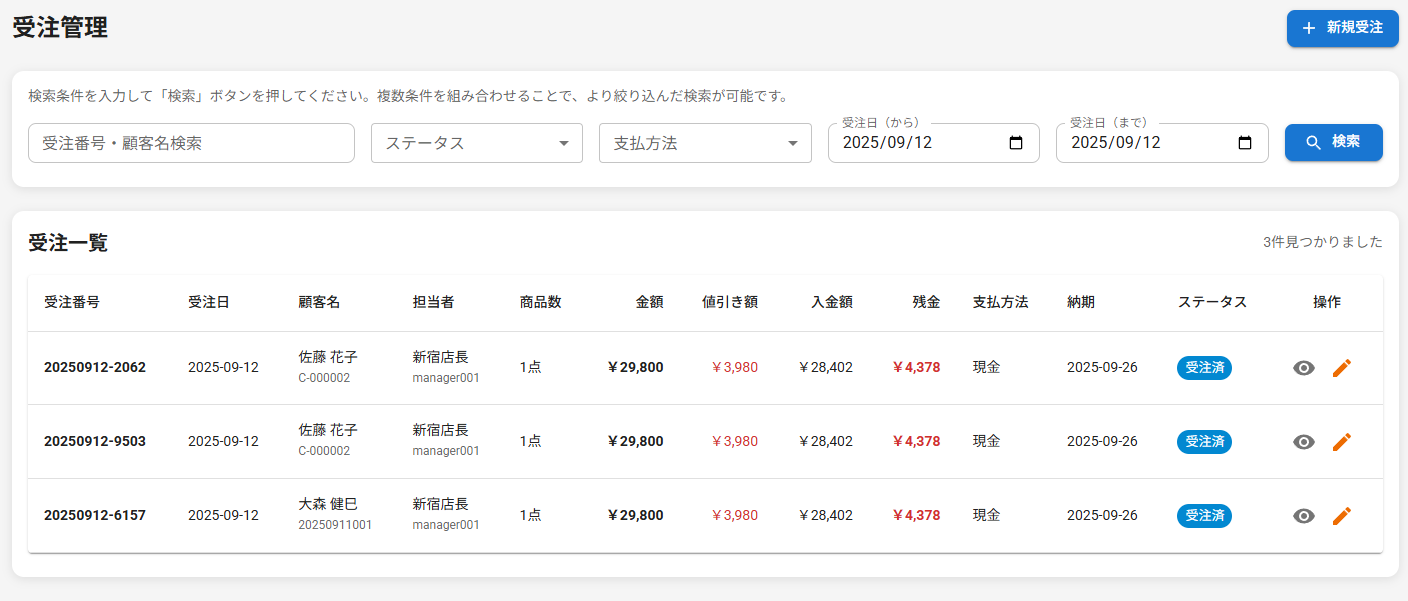 受注管理
新規受注
検索条件を入力して「検索」ボタンを押してください。複数条件を組み合わせることで、より絞り込んだ検索が可能です。
受注番号・顧客名検索 ステータス 支払方法 受注日（から） 2025/09/12 受注日（まで） 2025/09/12 検索
受注一覧 3件見つかりました
受注番号 受注日 顧客名 担当者 商品数 金額 値引き額 入金額 残金 支払方法 納期 ステータス 操作
20250912-2062 2025-09-12 佐藤 花子 新宿店長 1点 ￥29,800 ￥3,980 ￥28,402 ￥4,378 現金 2025-09-26 受注済
C-000002 manager001
20250912-9503 2025-09-12 佐藤 花子 新宿店長 1点 ￥29,800 ￥3,980 ￥28,402 ￥4,378 現金 2025-09-26 受注済
C-000002 manager001
20250912-6157 2025-09-12 大森 健巳 新宿店長 1点 ￥29,800 ￥3,980 ￥28,402 ￥4,378 現金 2025-09-26 受注済
20250911001 manager001